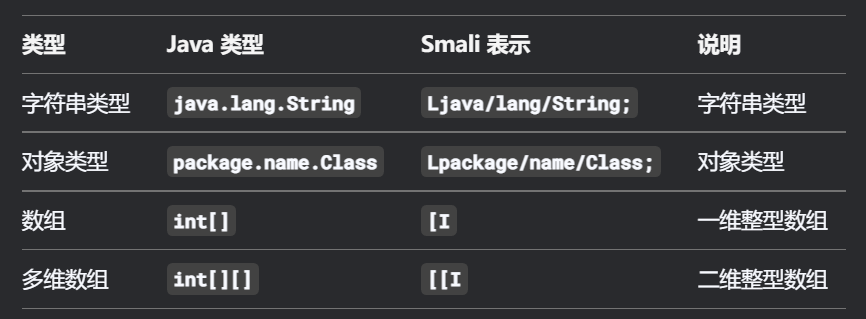 类型 Java 类型 Smali 表示 说明
字符串类型 java.lang.String Ljava/lang/String; 字符串类型
对象类型 package.name.Class Lpackage/name/Class; 对象类型
数组 int[] [I 一维整型数组
多维数组 int[][] [[I 二维整型数组